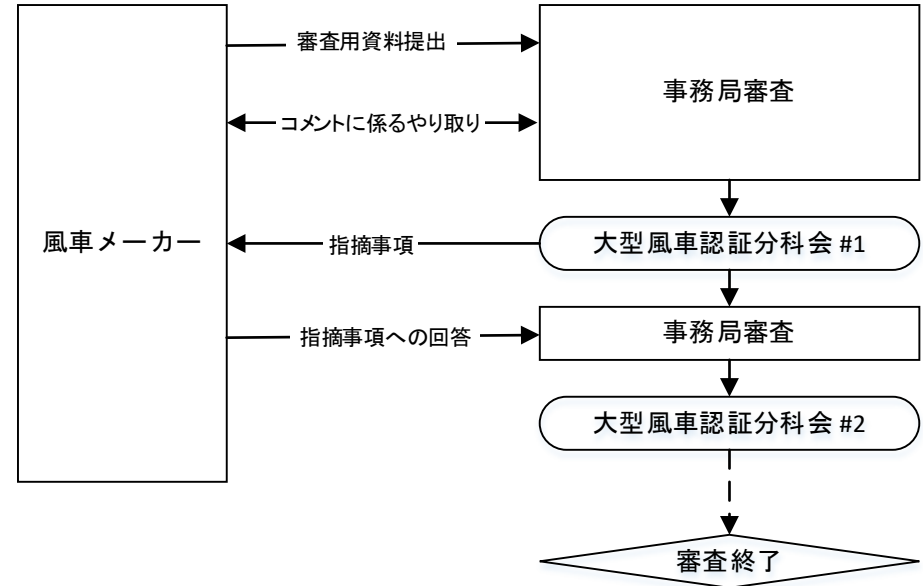 審査用資料提出
事務局審査
コメントに係るやり取り
風車メーカー
指摘事項
大型風車認証分科会 #1
指摘事項への回答
事務局審査
大型風車認証分科会 #2
審査終了